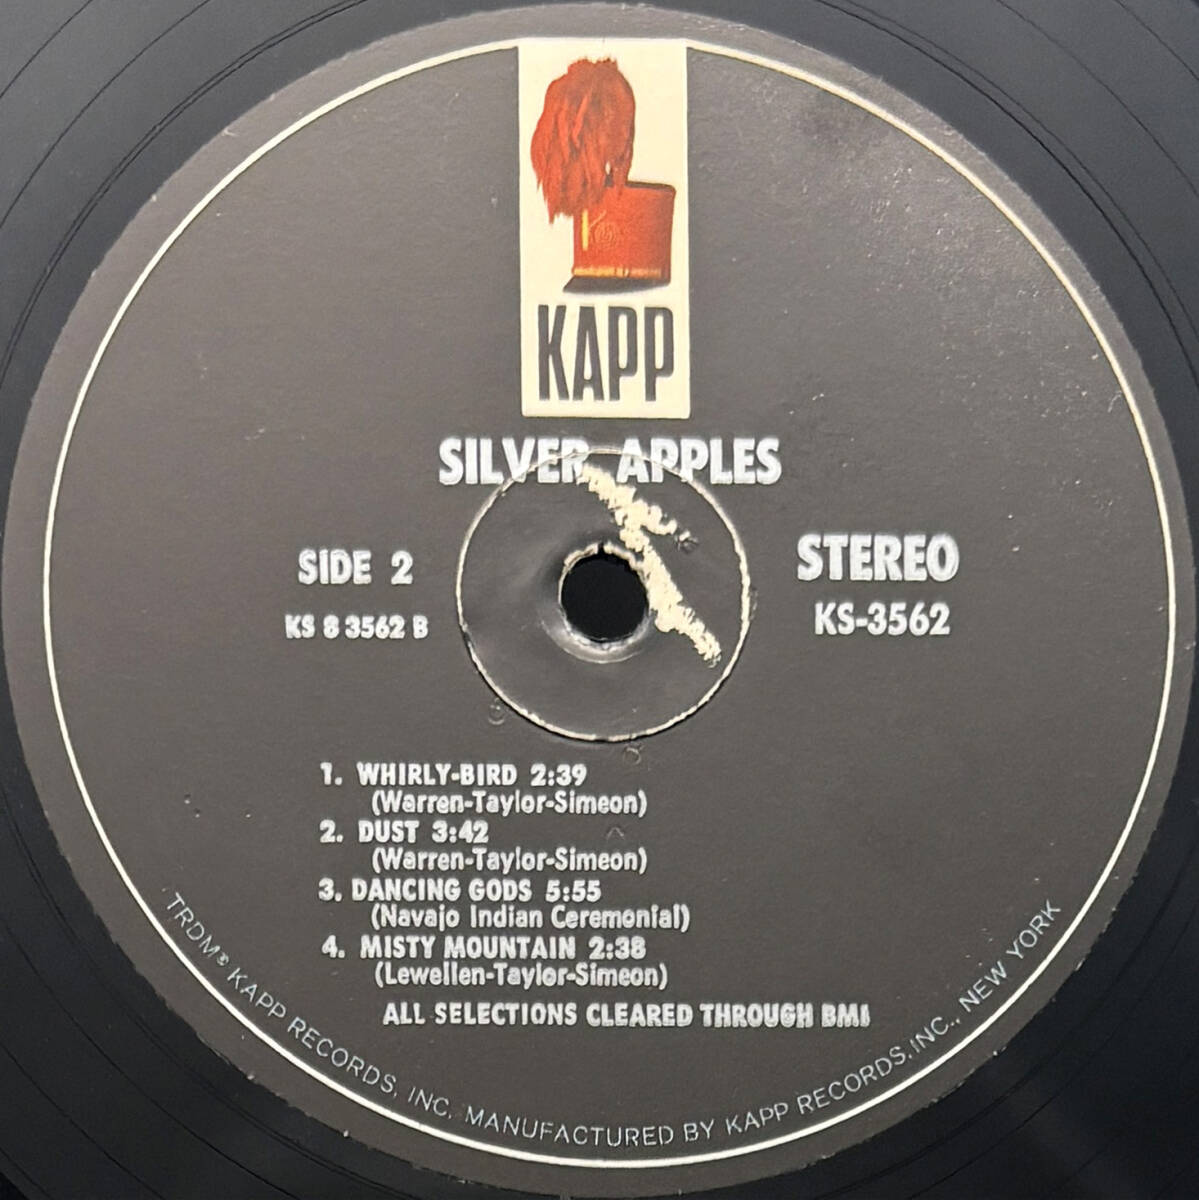 KAPP
SILVER APPLES
SIDE 2
KS 8 3562 B
STEREO
KS-3562
1. WHIRLY-BIRD 2:39
(Warren-Taylor-Simeon)
2. DUST 3:42
(Warren-Taylor-Simeon)
3. DANCING GODS 5:55
(Navajo Indian Ceremonial)
4. MISTY MOUNTAIN 2:38
(Lewellen-Taylor-Simeon)
ALL SELECTIONS CLEARED THROUGH BMI
TRDM® KAPP RECORDS, INC. MANUFACTURED BY KAPP RECORDS, INC., NEW YORK